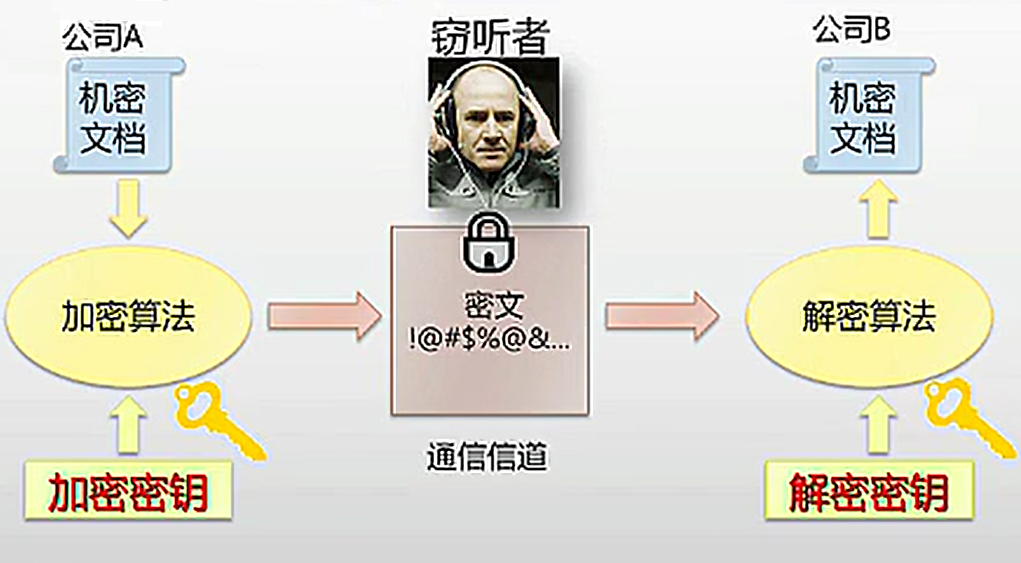 公司A
窃听者
公司B
机密
文档
机密
文档
加密算法
密文
!@#$%@&...
解密算法
通信信道
加密密钥
解密密钥